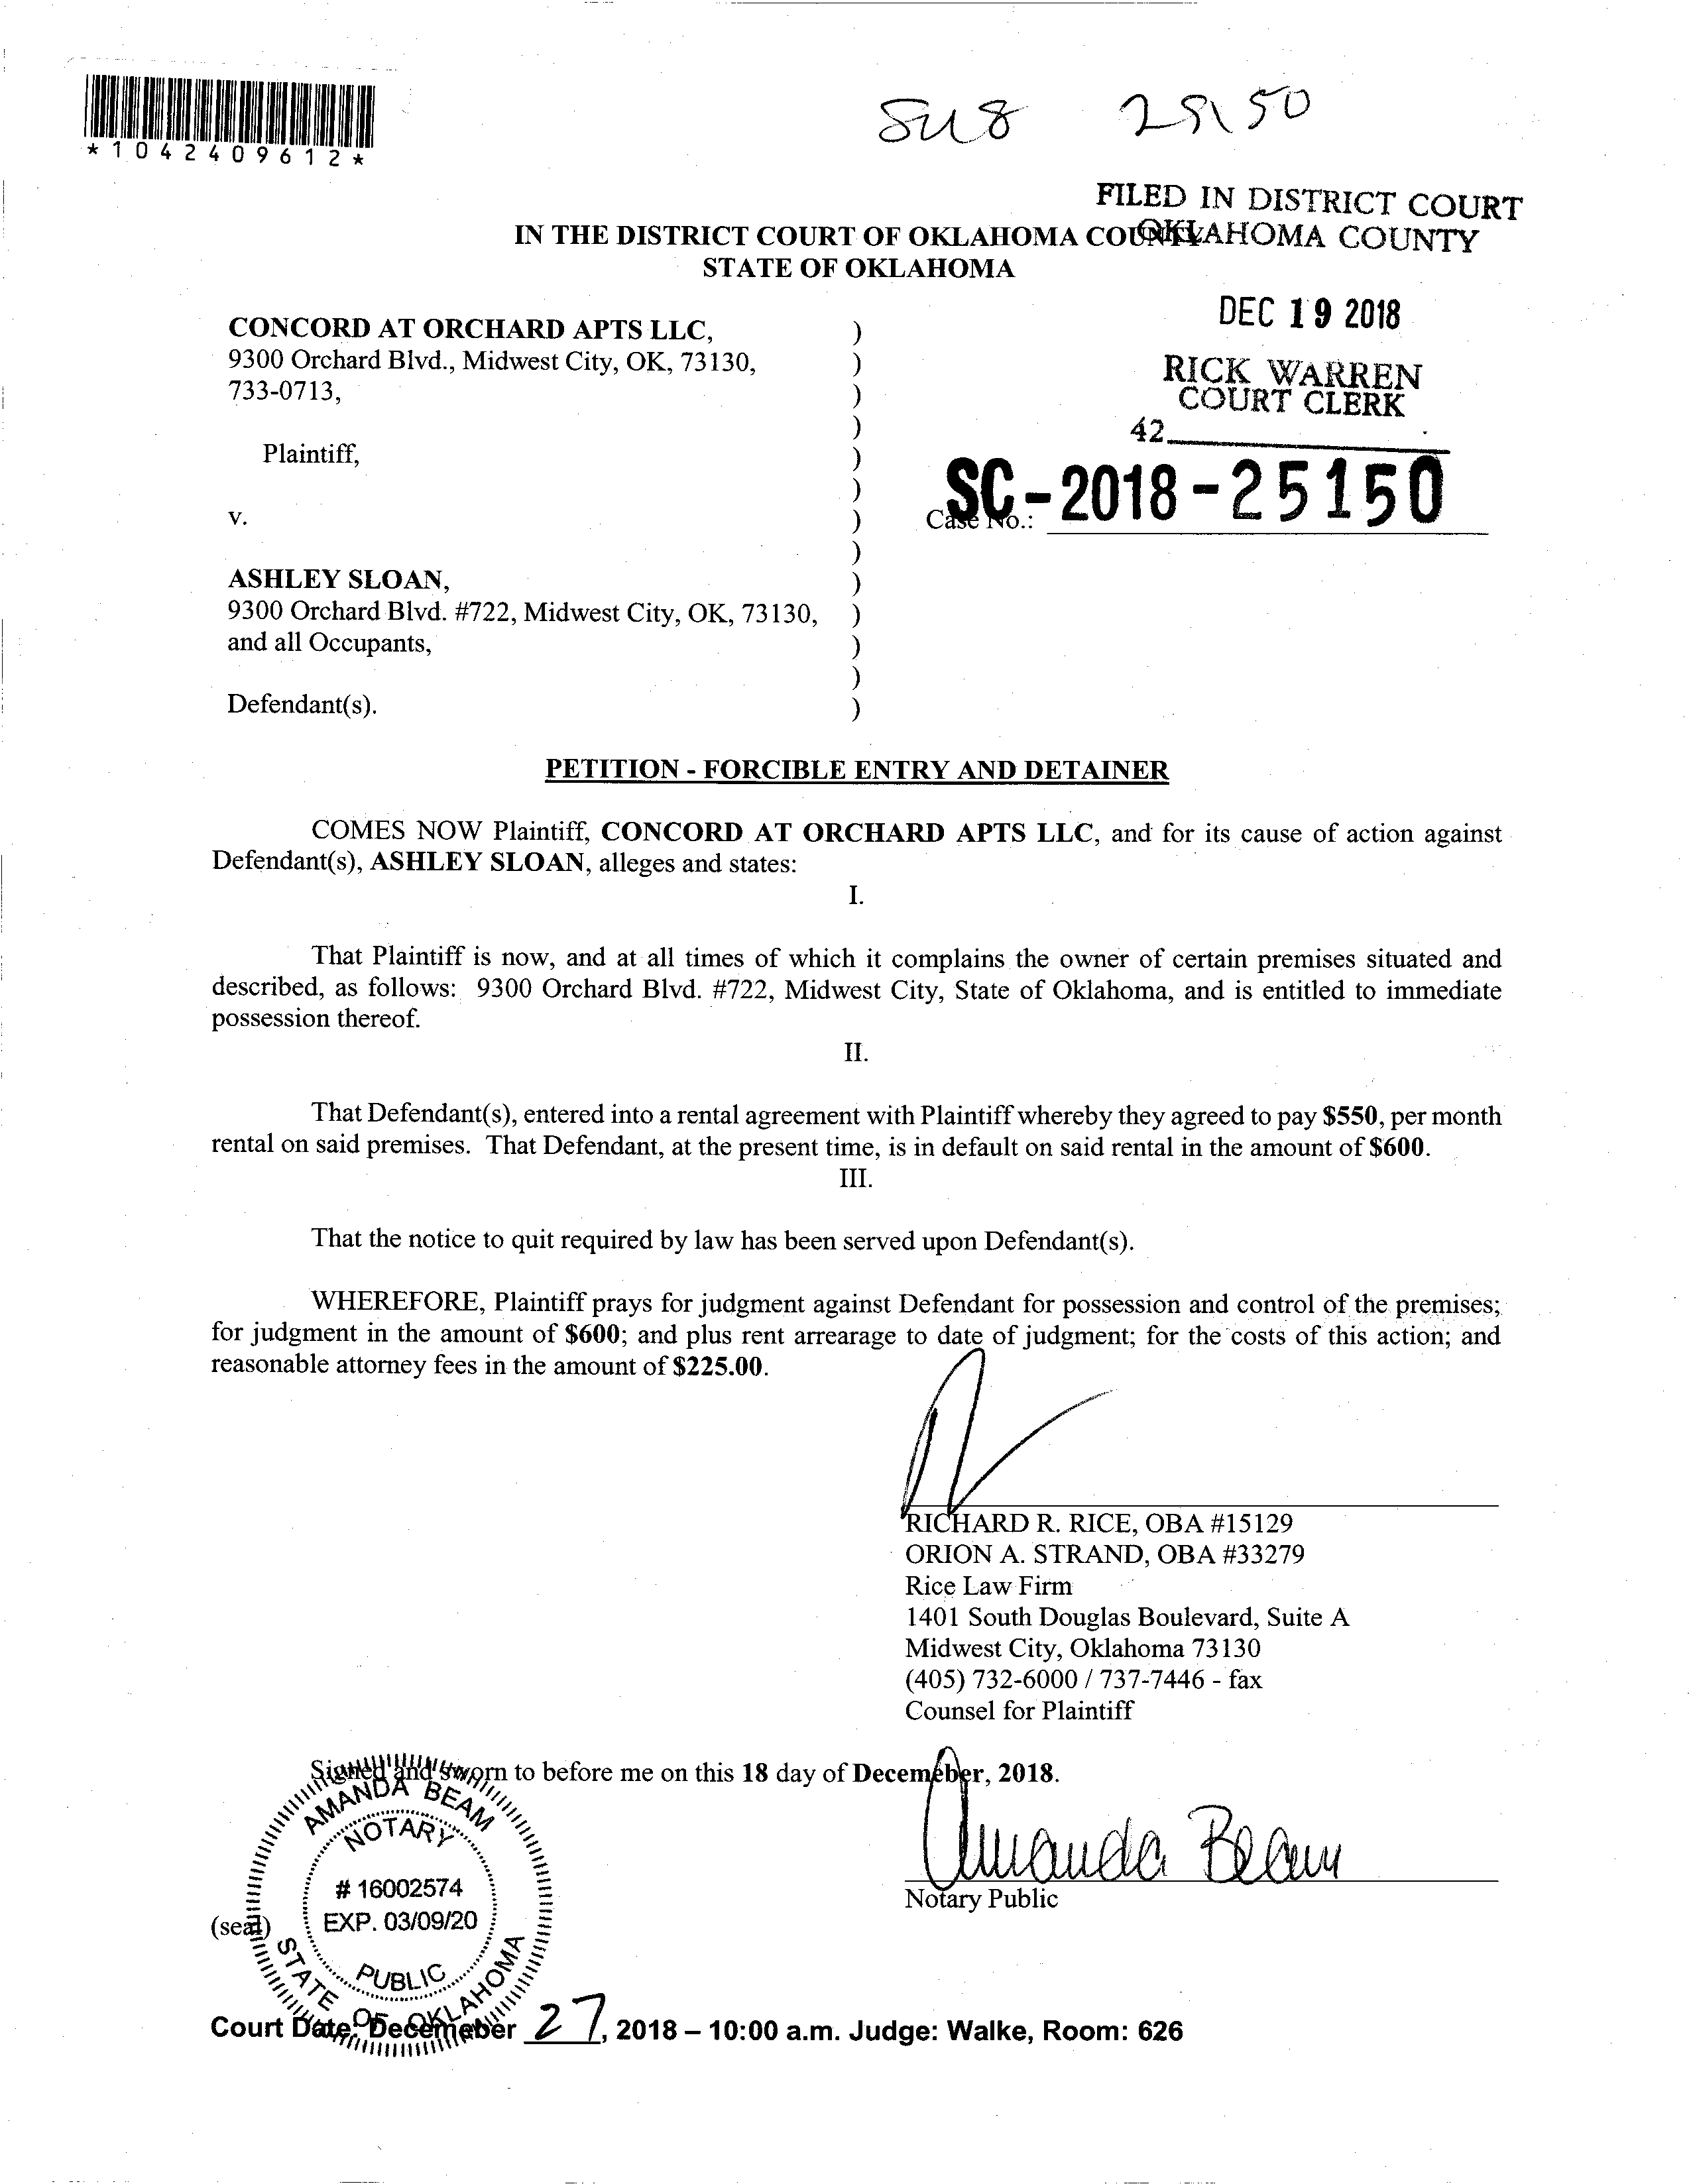 *1042409612*
FILED IN DISTRICT COURT
OKLAHOMA COUNTY
IN THE DISTRICT COURT OF OKLAHOMA COUNTY
STATE OF OKLAHOMA
DEC 19 2018
RICK WARREN
COURT CLERK
42
SC-2018-25150
Case No.:
CONCORD AT ORCHARD APTS LLC, )
9300 Orchard Blvd., Midwest City, OK, 73130, )
733-0713, )
)
Plaintiff, )
)
v. )
)
ASHLEY SLOAN, )
9300 Orchard Blvd. #722, Midwest City, OK, 73130, )
and all Occupants, )
)
Defendant(s). )
PETITION - FORCIBLE ENTRY AND DETAINER
COMES NOW Plaintiff, CONCORD AT ORCHARD APTS LLC, and for its cause of action against
Defendant(s), ASHLEY SLOAN, alleges and states:
I.
That Plaintiff is now, and at all times of which it complains the owner of certain premises situated and
described, as follows: 9300 Orchard Blvd. #722, Midwest City, State of Oklahoma, and is entitled to immediate
possession thereof.
II.
That Defendant(s), entered into a rental agreement with Plaintiff whereby they agreed to pay $550, per month
rental on said premises. That Defendant, at the present time, is in default on said rental in the amount of $600.
III.
That the notice to quit required by law has been served upon Defendant(s).
WHEREFORE, Plaintiff prays for judgment against Defendant for possession and control of the premises;
for judgment in the amount of $600; and plus rent arrearage to date of judgment; for the costs of this action; and
reasonable attorney fees in the amount of $225.00.
RICHARD R. RICE, OBA #15129
ORION A. STRAND, OBA #33279
Rice Law Firm
1401 South Douglas Boulevard, Suite A
Midwest City, Oklahoma 73130
(405) 732-6000 / 737-7446 - fax
Counsel for Plaintiff
Signed and sworn to before me on this 18 day of Decemeber, 2018.
AMANDA BEAM
NOTARY
# 16002574
EXP. 03/09/20
PUBLIC
STATE OF OKLAHOMA
(seal)
Amanda Beam
Notary Public
Court Date: Decemeber 27, 2018 – 10:00 a.m. Judge: Walke, Room: 626